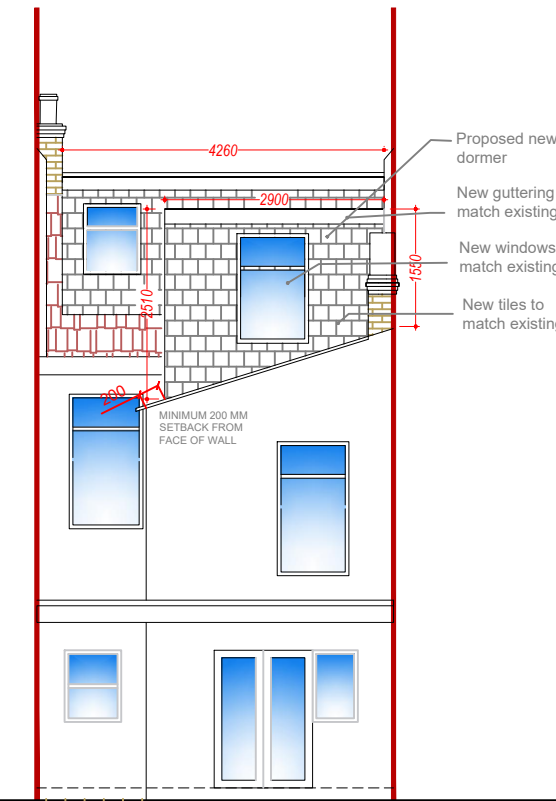 4260
Proposed new
dormer
2900
New guttering
match existing
New windows
match existing
1550
2510
New tiles to
match existing
200
MINIMUM 200 MM
SETBACK FROM
FACE OF WALL